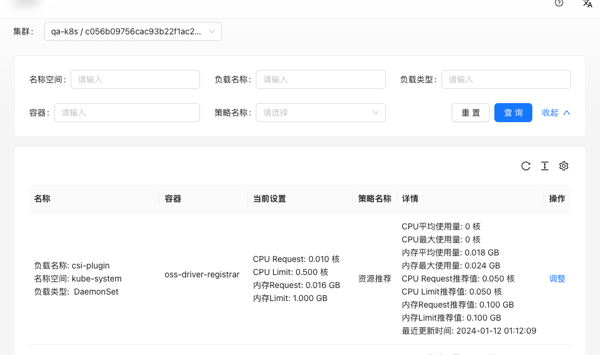 集群: qa-k8s / c056b09756cac93b22f1ac2...
名称空间: 请输入 负载名称: 请输入 负载类型: 请输入
容器: 请输入 策略名称: 请选择 重置 查询 收起
名称 容器 当前设置 策略名称 详情 操作
负载名称: csi-plugin
名称空间: kube-system
负载类型: DaemonSet
oss-driver-registrar
CPU Request: 0.010 核
CPU Limit: 0.500 核
内存Request: 0.016 GB
内存Limit: 1.000 GB
资源推荐
CPU平均使用量: 0 核
CPU最大使用量: 0 核
内存平均使用量: 0.018 GB
内存最大使用量: 0.024 GB
CPU Request推荐值: 0.050 核
CPU Limit推荐值: 0.050 核
内存Request推荐值: 0.100 GB
内存Limit推荐值: 0.100 GB
最近更新时间: 2024-01-12 01:12:09
调整